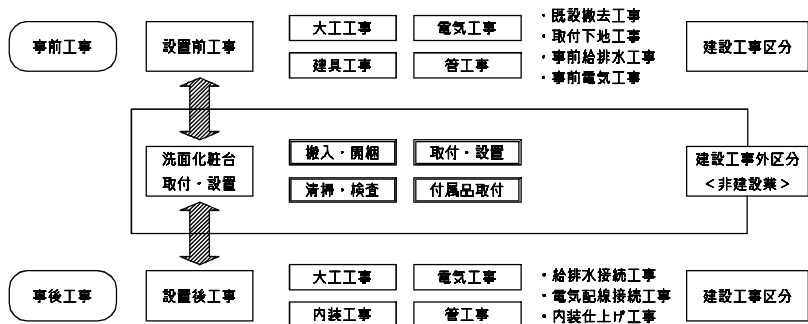 事前工事
設置前工事
大工工事
電気工事
建具工事
管工事
・既設撤去工事
・取付下地工事
・事前給排水工事
・事前電気工事
建設工事区分
洗面化粧台
取付・設置
搬入・開梱
取付・設置
清掃・検査
付属品取付
建設工事外区分
＜非建設業＞
事後工事
設置後工事
大工工事
電気工事
内装工事
管工事
・給排水接続工事
・電気配線接続工事
・内装仕上げ工事
建設工事区分